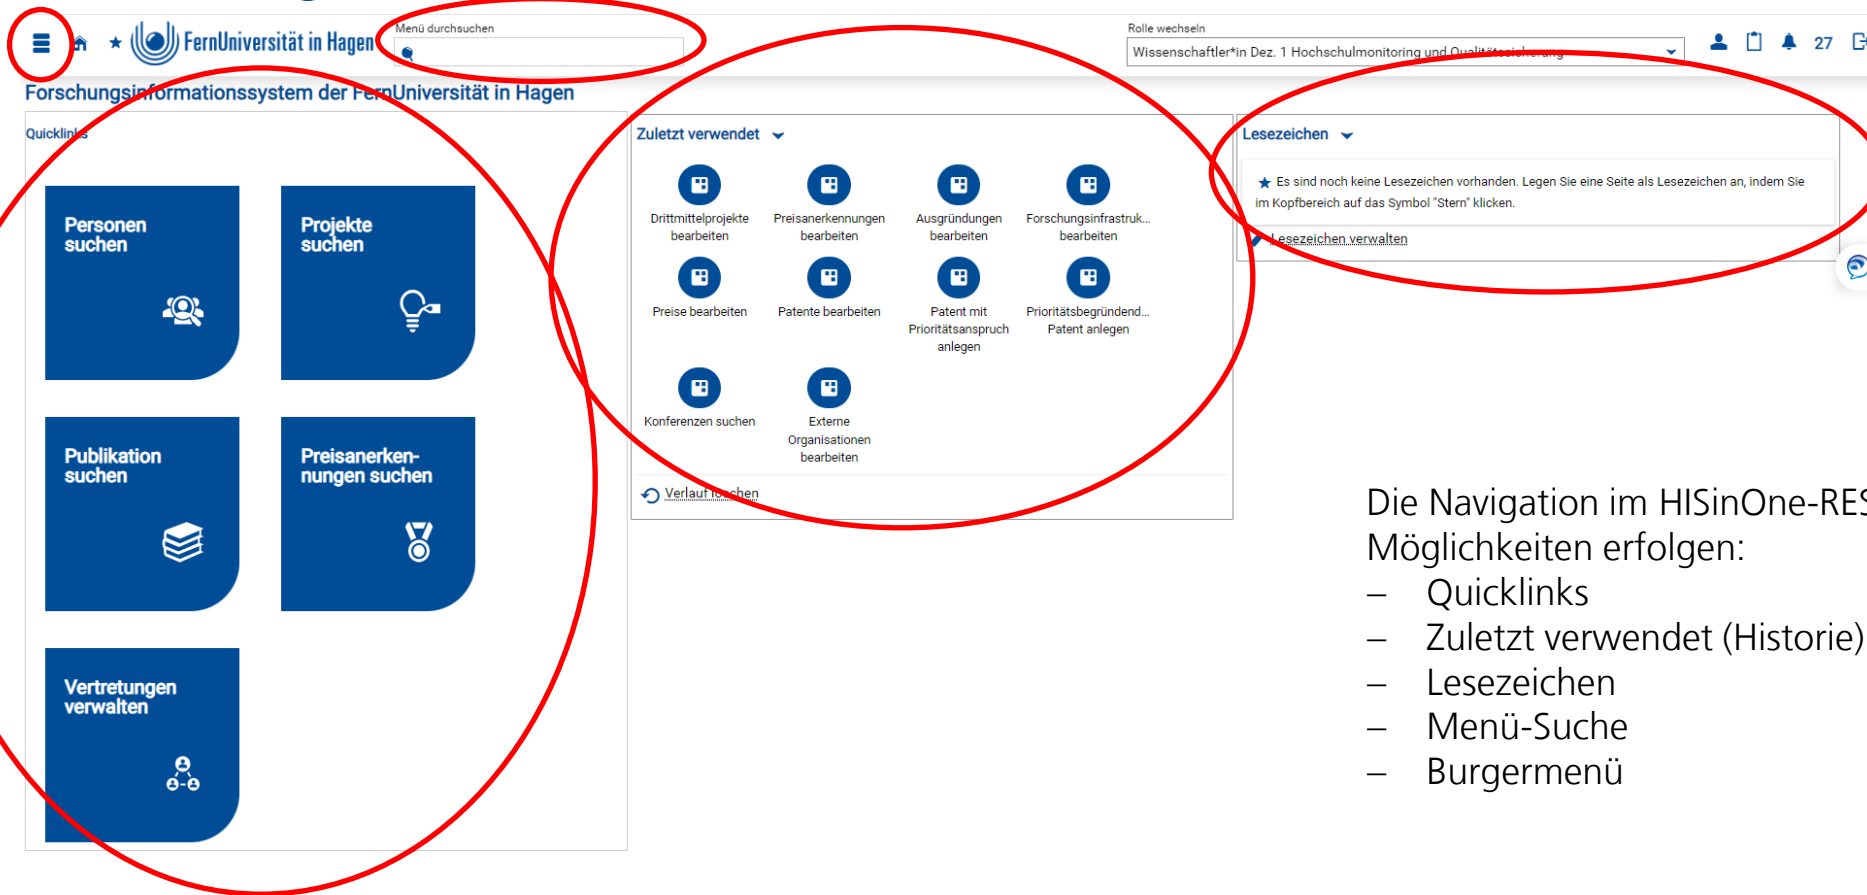 Menü durchsuchen
Rolle wechseln
FernUniversität in Hagen
Wissenschaftler*in Dez. 1 Hochschulmonitoring und Qualitätssicherung
27
Forschungsinformationssystem der FernUniversität in Hagen
Quicklinks
Personen
suchen
Projekte
suchen
Publikation
suchen
Preisanerken-
nungen suchen
Vertretungen
verwalten
Zuletzt verwendet
Drittmittelprojekte
bearbeiten
Preisanerkennungen
bearbeiten
Ausgründungen
bearbeiten
Forschungsinfrastruk...
bearbeiten
Preise bearbeiten
Patente bearbeiten
Patent mit
Prioritätsanspruch
anlegen
Prioritätsbegründend...
Patent anlegen
Konferenzen suchen
Externe
Organisationen
bearbeiten
Verlauf löschen
Lesezeichen
Es sind noch keine Lesezeichen vorhanden. Legen Sie eine Seite als Lesezeichen an, indem Sie
im Kopfbereich auf das Symbol "Stern" klicken.
Lesezeichen verwalten
Die Navigation im HISinOne-RES
Möglichkeiten erfolgen:
– Quicklinks
– Zuletzt verwendet (Historie)
– Lesezeichen
– Menü-Suche
– Burgermenü